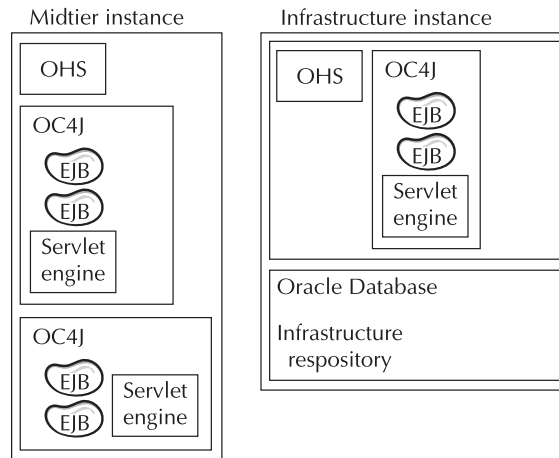 Midtier instance
OHS
OC4J
EJB
EJB
Servlet
engine
OC4J
EJB
EJB
Servlet
engine
Infrastructure instance
OHS
OC4J
EJB
EJB
Servlet
engine
Oracle Database
Infrastructure
respository